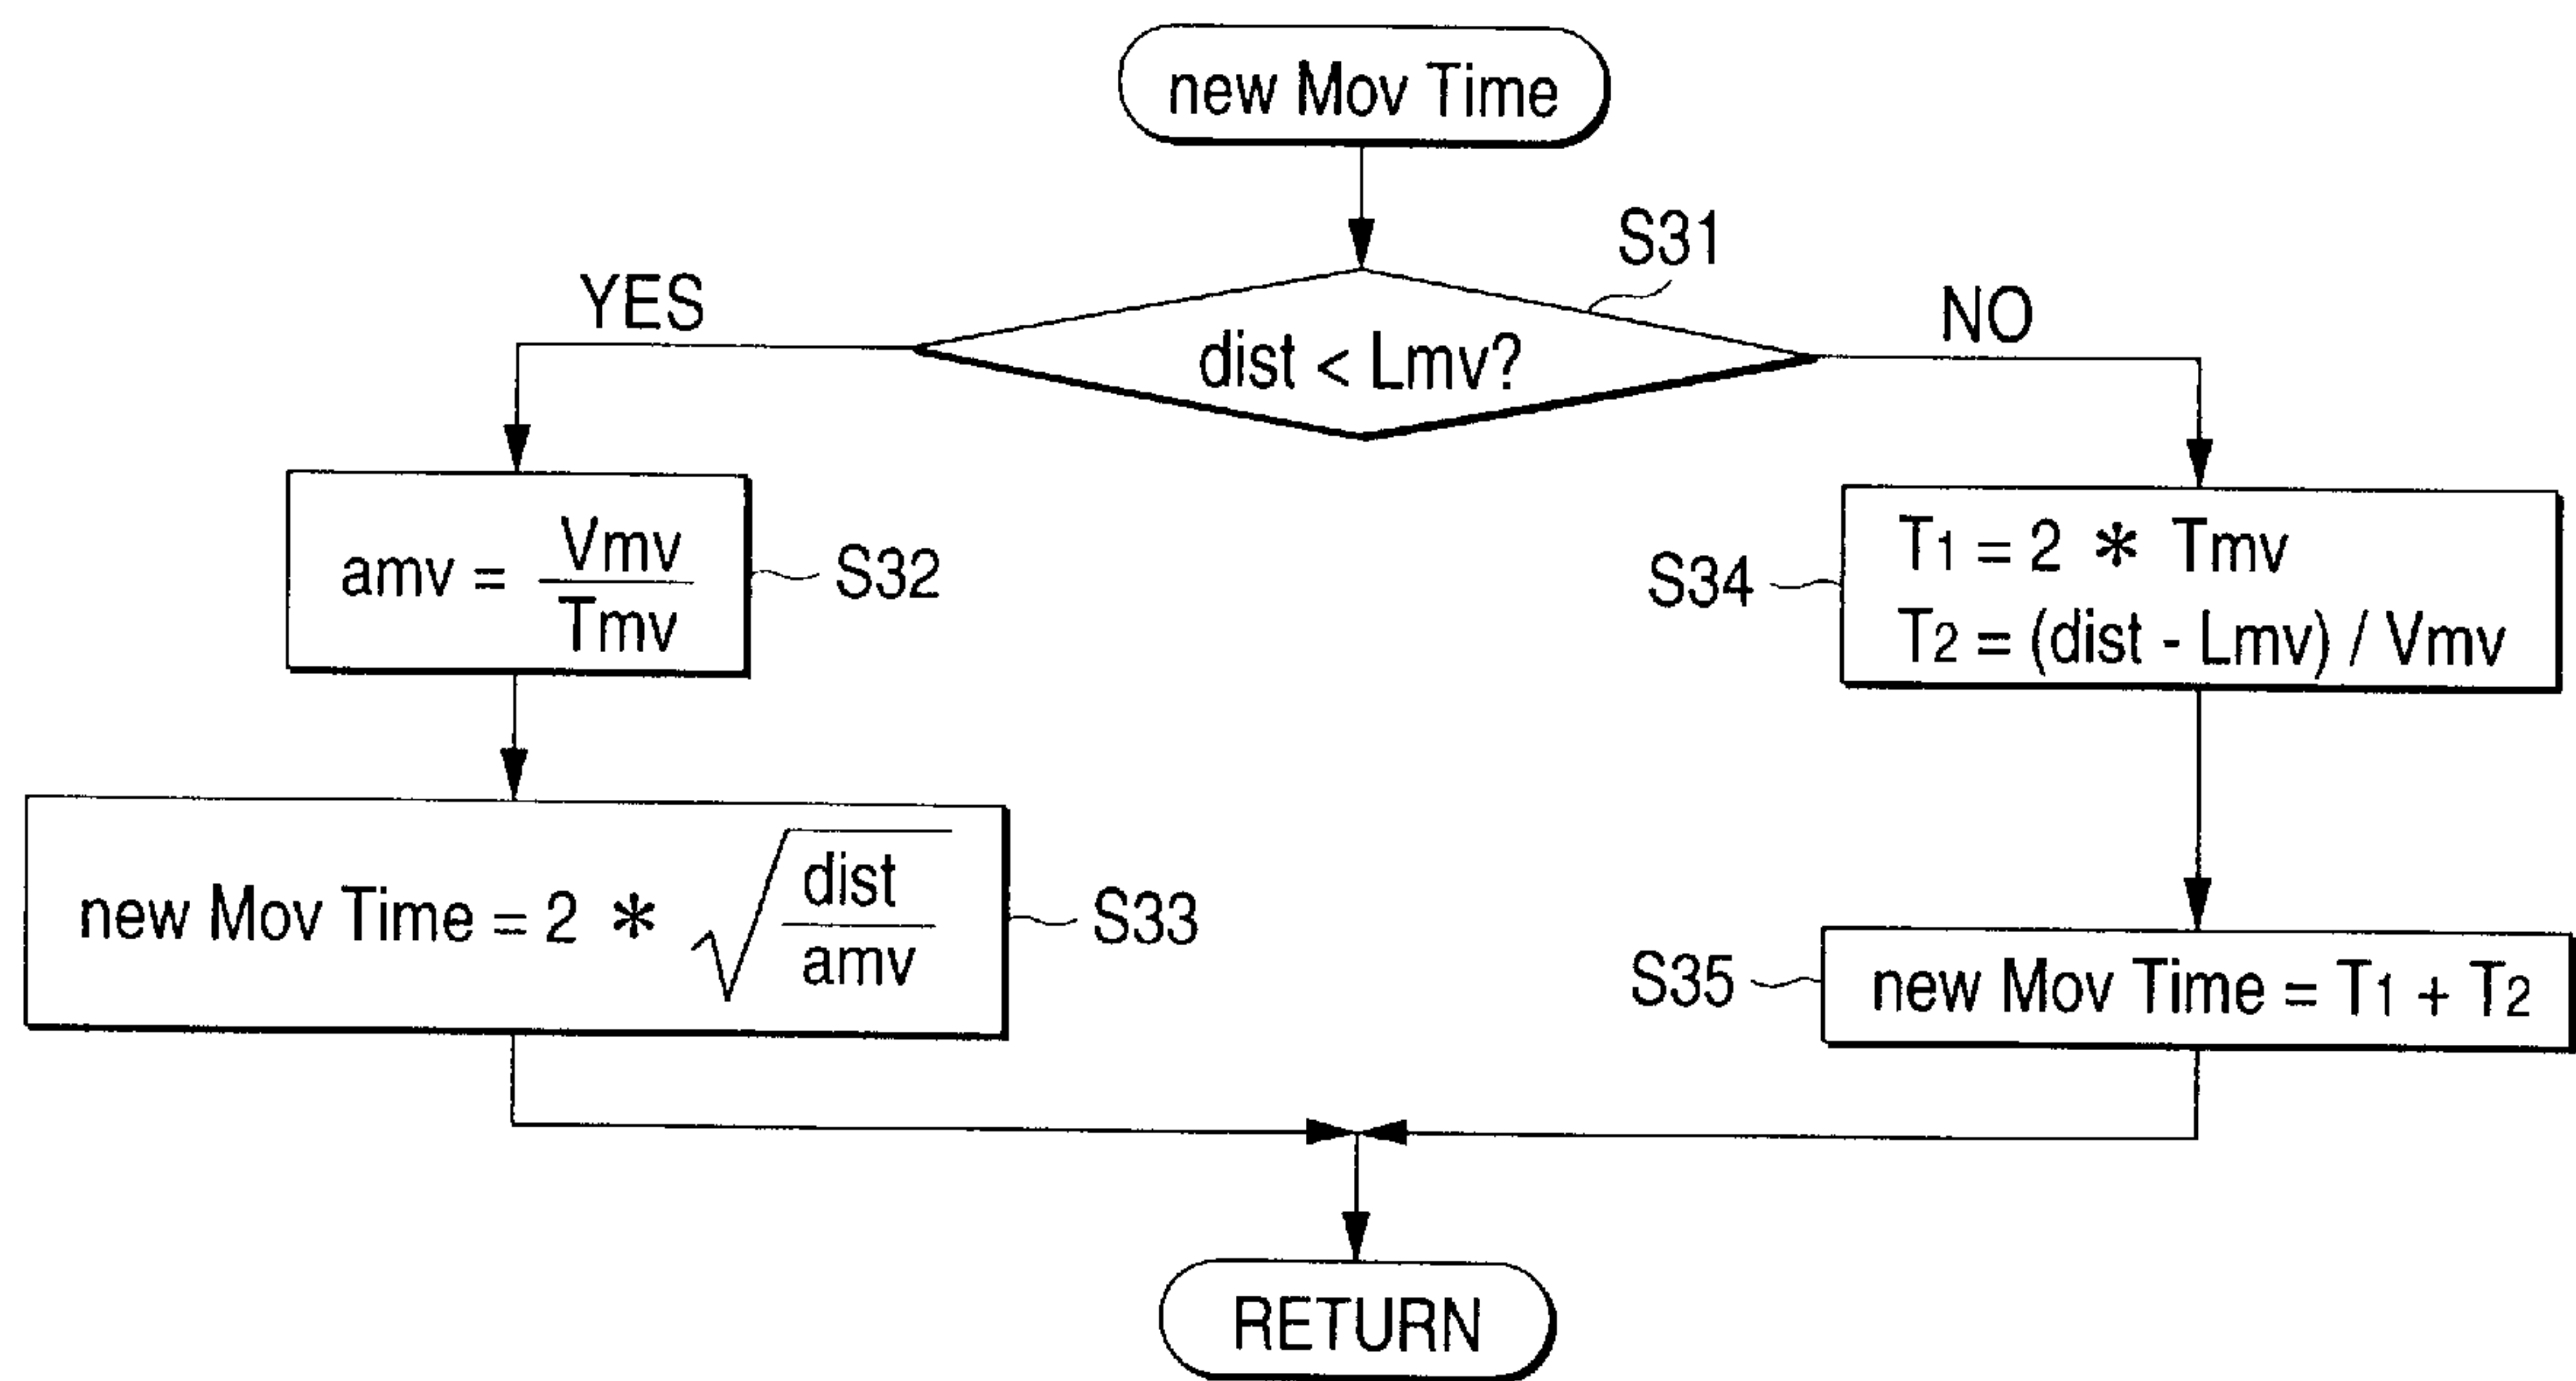 new Mov Time
S31
YES
NO
dist < Lmv?
amv = Vmv / Tmv
S32
S34
T1 = 2 * Tmv
T2 = (dist - Lmv) / Vmv
new Mov Time = 2 * √ dist / amv
S33
S35
new Mov Time = T1 + T2
RETURN